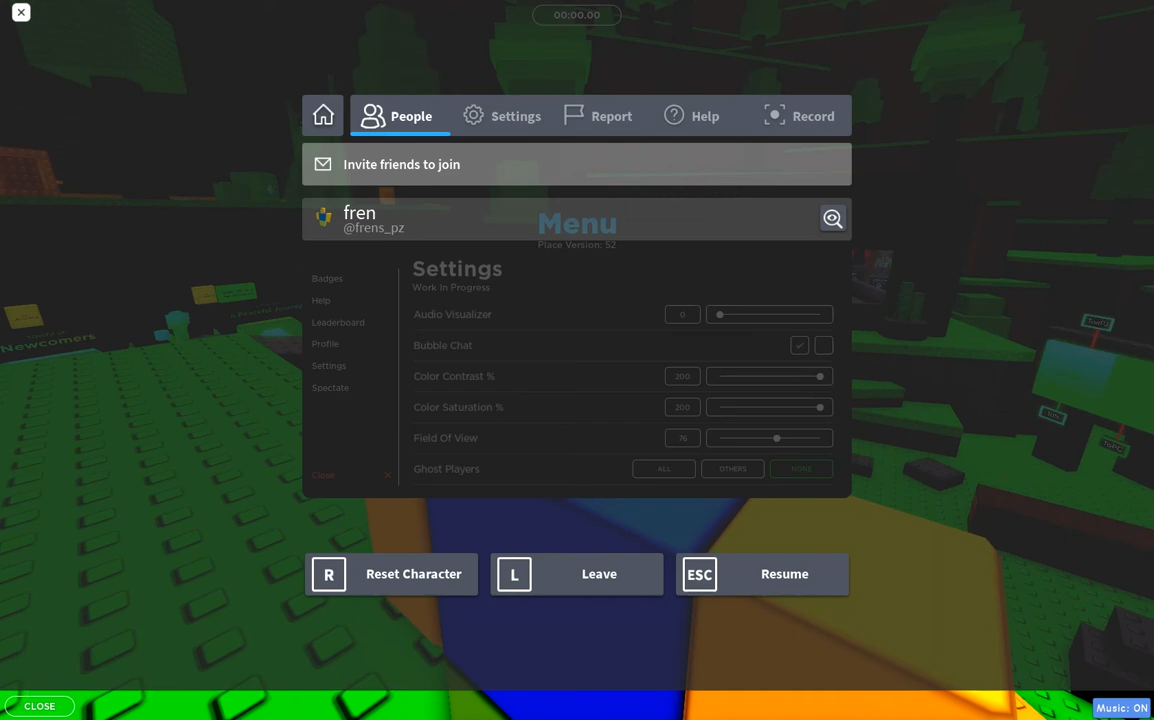 00:00.00
People
Settings
Report
Help
Record
Invite friends to join
fren
@frens_pz
Menu
Place Version: 52
Settings
Work In Progress
Badges
Help
Leaderboard
Profile
Settings
Spectate
Close
Audio Visualizer
0
Bubble Chat
Color Contrast %
200
Color Saturation %
200
Field Of View
76
Ghost Players
ALL
OTHERS
NONE
Newcomers
R
Reset Character
L
Leave
ESC
Resume
CLOSE
Music: ON